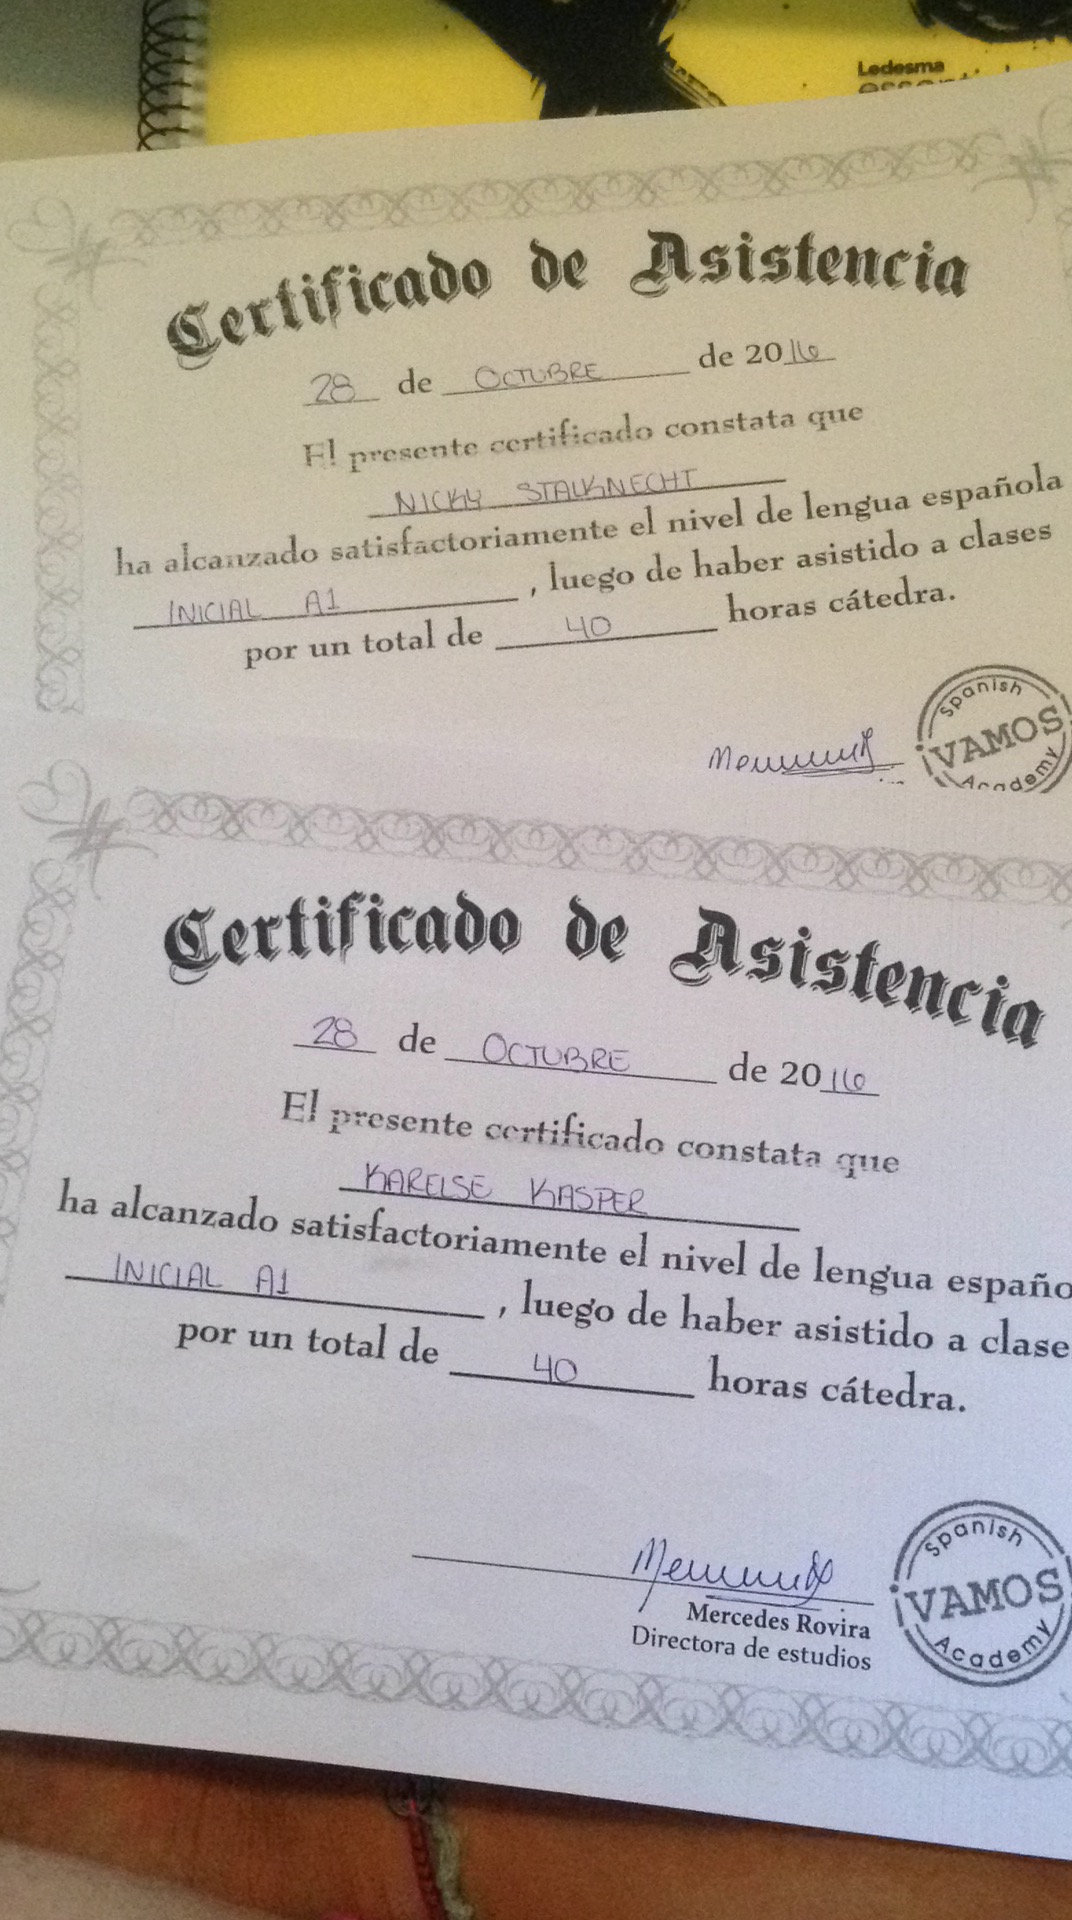 Ledesma
Certificado de Asistencia
28 de OCTUBRE de 2016
El presente certificado constata que
NICKY STALKNECHT
ha alcanzado satisfactoriamente el nivel de lengua española
INICIAL A1, luego de haber asistido a clases
por un total de 40 horas cátedra.
Spanish
¡VAMOS
Academy
Certificado de Asistencia
28 de OCTUBRE de 2016
El presente certificado constata que
KARELSE KASPER
ha alcanzado satisfactoriamente el nivel de lengua españo
INICIAL A1, luego de haber asistido a clase
por un total de 40 horas cátedra.
Mercedes Rovira
Directora de estudios
Spanish
¡VAMOS
Academy